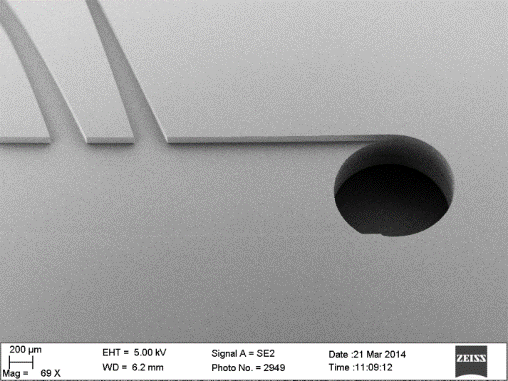 200 µm
Mag = 69 X
EHT = 5.00 kV
WD = 6.2 mm
Signal A = SE2
Photo No. = 2949
Date :21 Mar 2014
Time :11:09:12
ZEISS